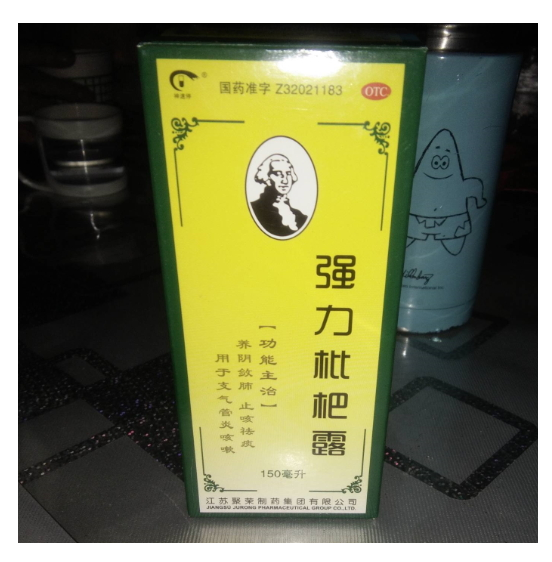 国药准字 Z32021183
OTC
强力枇杷露
【功能主治】
养阴敛肺 止咳祛痰
用于支气管炎咳嗽
150毫升
江苏聚荣制药集团有限公司
JIANGSU JURONG PHARMACEUTICAL GROUP CO.,LTD.